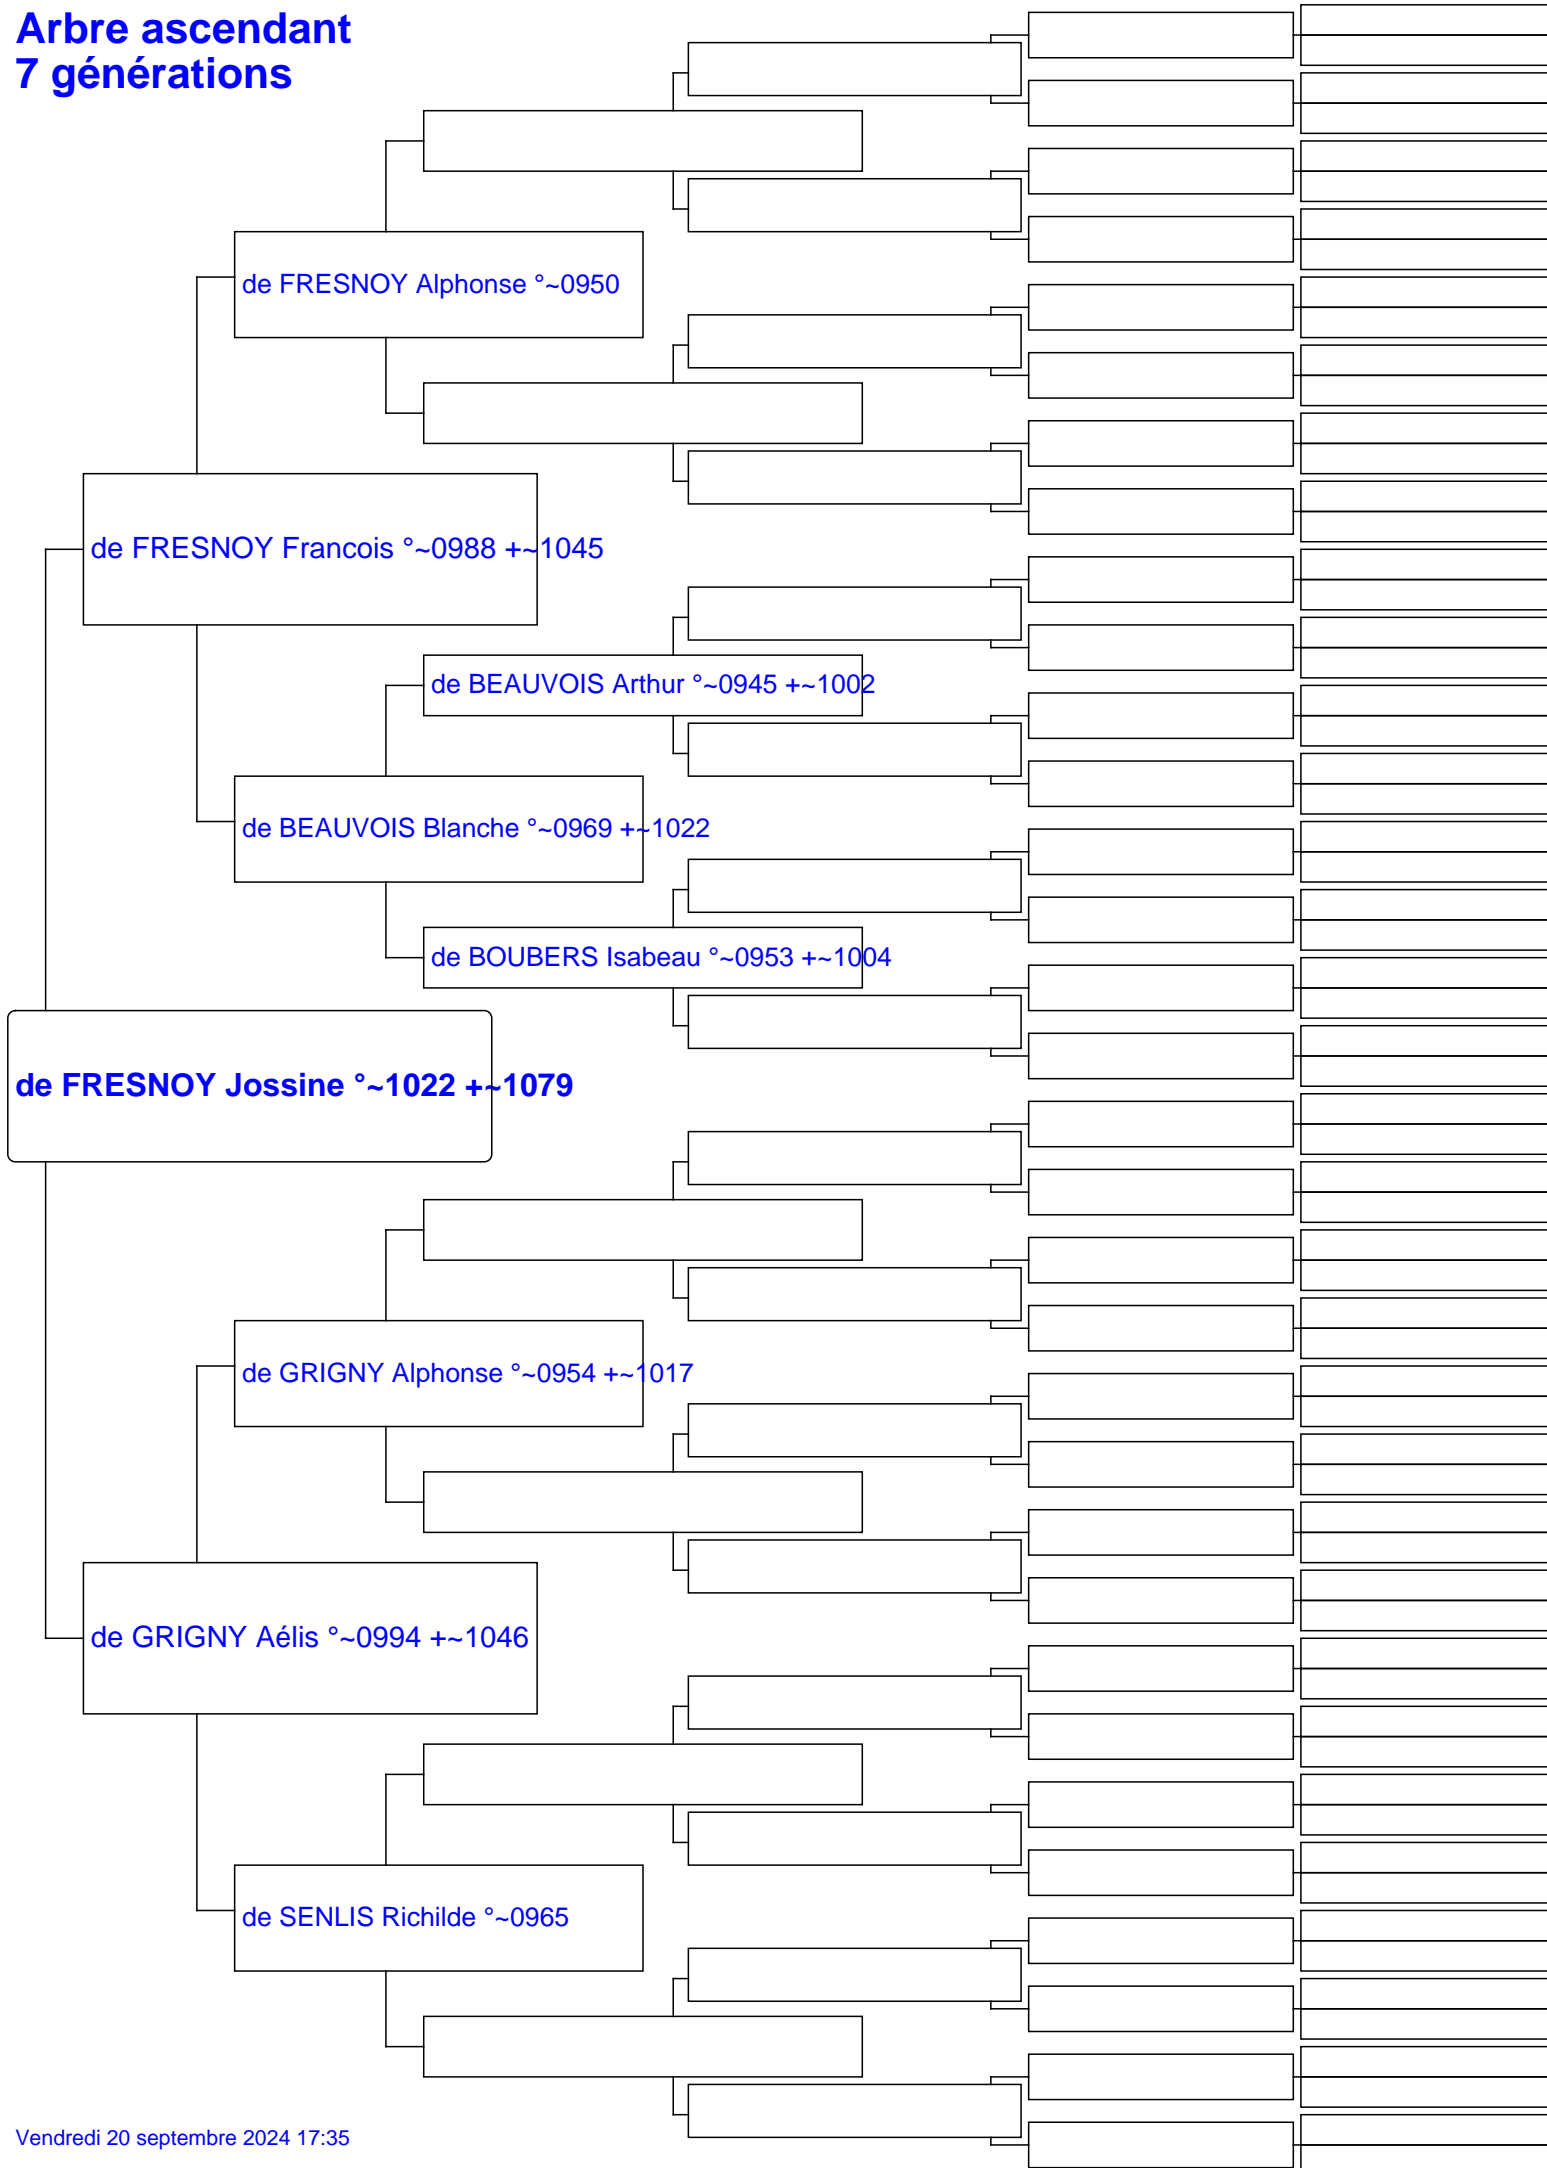 Arbre ascendant
7 générations
de FRESNOY Alphonse °~0950
de FRESNOY Francois °~0988 +~1045
de BEAUVOIS Arthur °~0945 +~1002
de BEAUVOIS Blanche °~0969 +~1022
de BOUBERS Isabeau °~0953 +~1004
de FRESNOY Jossine °~1022 +~1079
de GRIGNY Alphonse °~0954 +~1017
de GRIGNY Aélis °~0994 +~1046
de SENLIS Richilde °~0965
Vendredi 20 septembre 2024 17:35